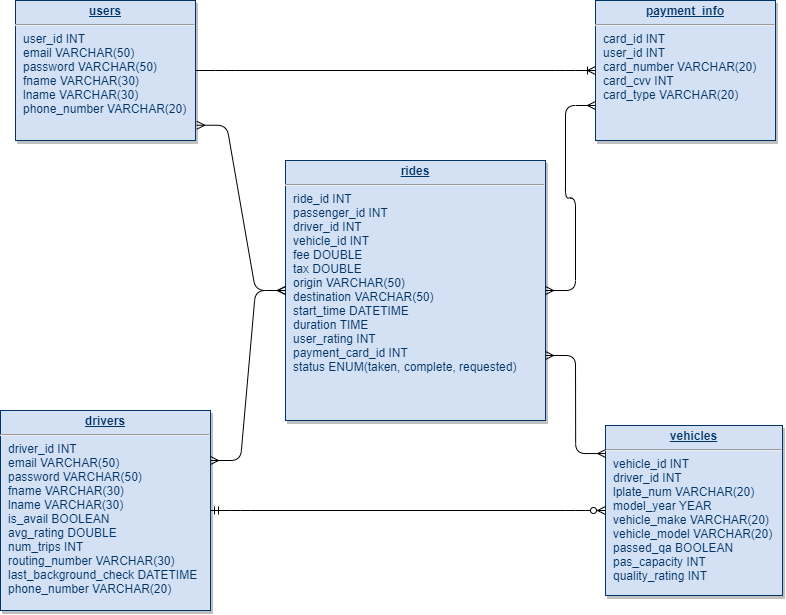 users
user_id INT
email VARCHAR(50)
password VARCHAR(50)
fname VARCHAR(30)
lname VARCHAR(30)
phone_number VARCHAR(20)
payment_info
card_id INT
user_id INT
card_number VARCHAR(20)
card_cvv INT
card_type VARCHAR(20)
rides
ride_id INT
passenger_id INT
driver_id INT
vehicle_id INT
fee DOUBLE
tax DOUBLE
origin VARCHAR(50)
destination VARCHAR(50)
start_time DATETIME
duration TIME
user_rating INT
payment_card_id INT
status ENUM(taken, complete, requested)
drivers
driver_id INT
email VARCHAR(50)
password VARCHAR(50)
fname VARCHAR(30)
lname VARCHAR(30)
is_avail BOOLEAN
avg_rating DOUBLE
num_trips INT
routing_number VARCHAR(30)
last_background_check DATETIME
phone_number VARCHAR(20)
vehicles
vehicle_id INT
driver_id INT
lplate_num VARCHAR(20)
model_year YEAR
vehicle_make VARCHAR(20)
vehicle_model VARCHAR(20)
passed_qa BOOLEAN
pas_capacity INT
quality_rating INT